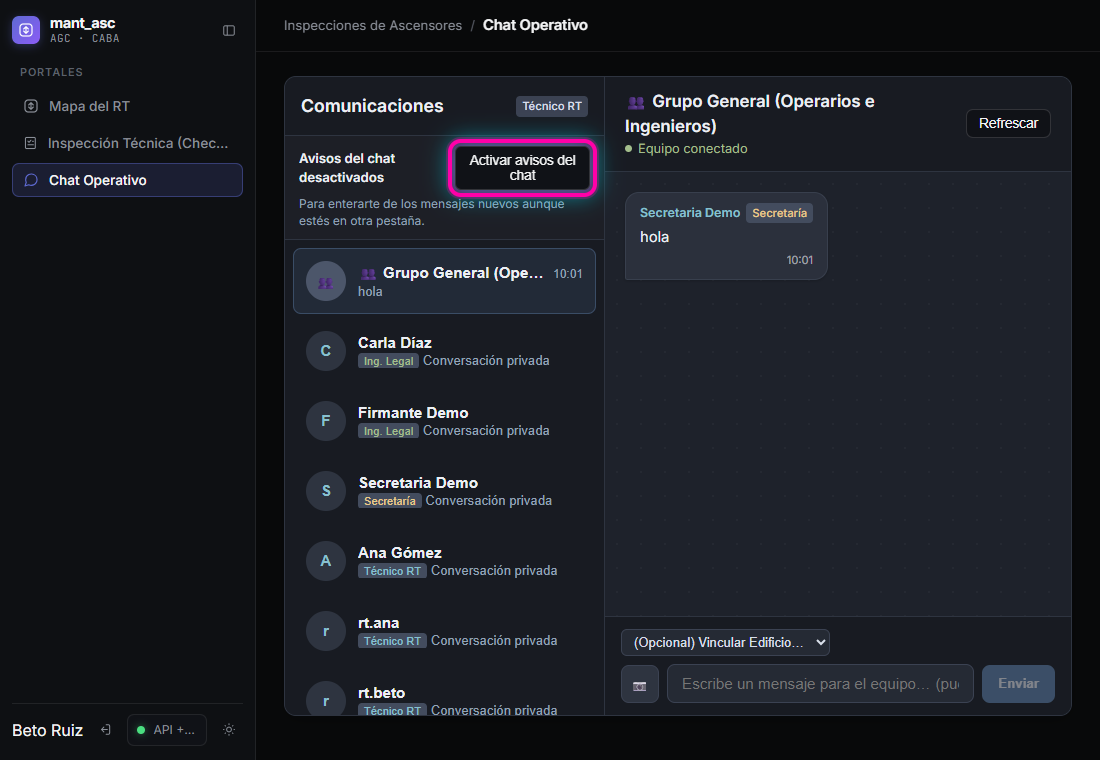 mant_asc
AGC · CABA
PORTALES
Mapa del RT
Inspección Técnica (Chec...
Chat Operativo
Beto Ruiz
API +...
Inspecciones de Ascensores / Chat Operativo
Comunicaciones
Técnico RT
Avisos del chat
desactivados
Activar avisos del
chat
Para enterarte de los mensajes nuevos aunque
estés en otra pestaña.
Grupo General (Ope... 10:01
hola
Carla Díaz
Ing. Legal Conversación privada
Firmante Demo
Ing. Legal Conversación privada
Secretaria Demo
Secretaría Conversación privada
Ana Gómez
Técnico RT Conversación privada
rt.ana
Técnico RT Conversación privada
rt.beto
Técnico RT Conversación privada
Grupo General (Operarios e
Ingenieros)
Equipo conectado
Refrescar
Secretaria Demo Secretaría
hola
10:01
(Opcional) Vincular Edificio...
Escribe un mensaje para el equipo... (pu
Enviar
C
F
S
A
r
r